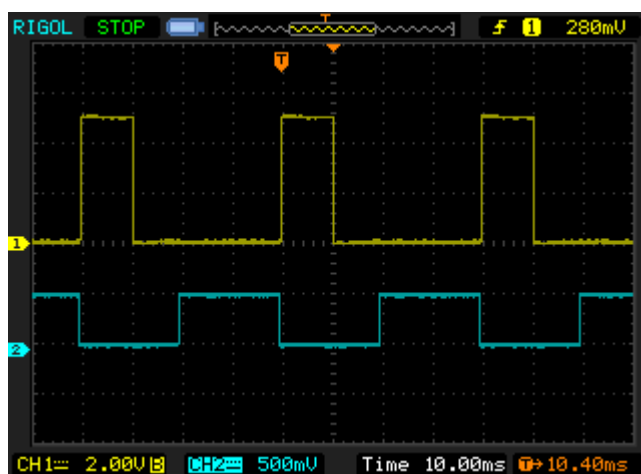 RIGOL STOP T 1 280mV
T
1
2
CH1 2.00V B CH2 500mV Time 10.00ms T→10.40ms